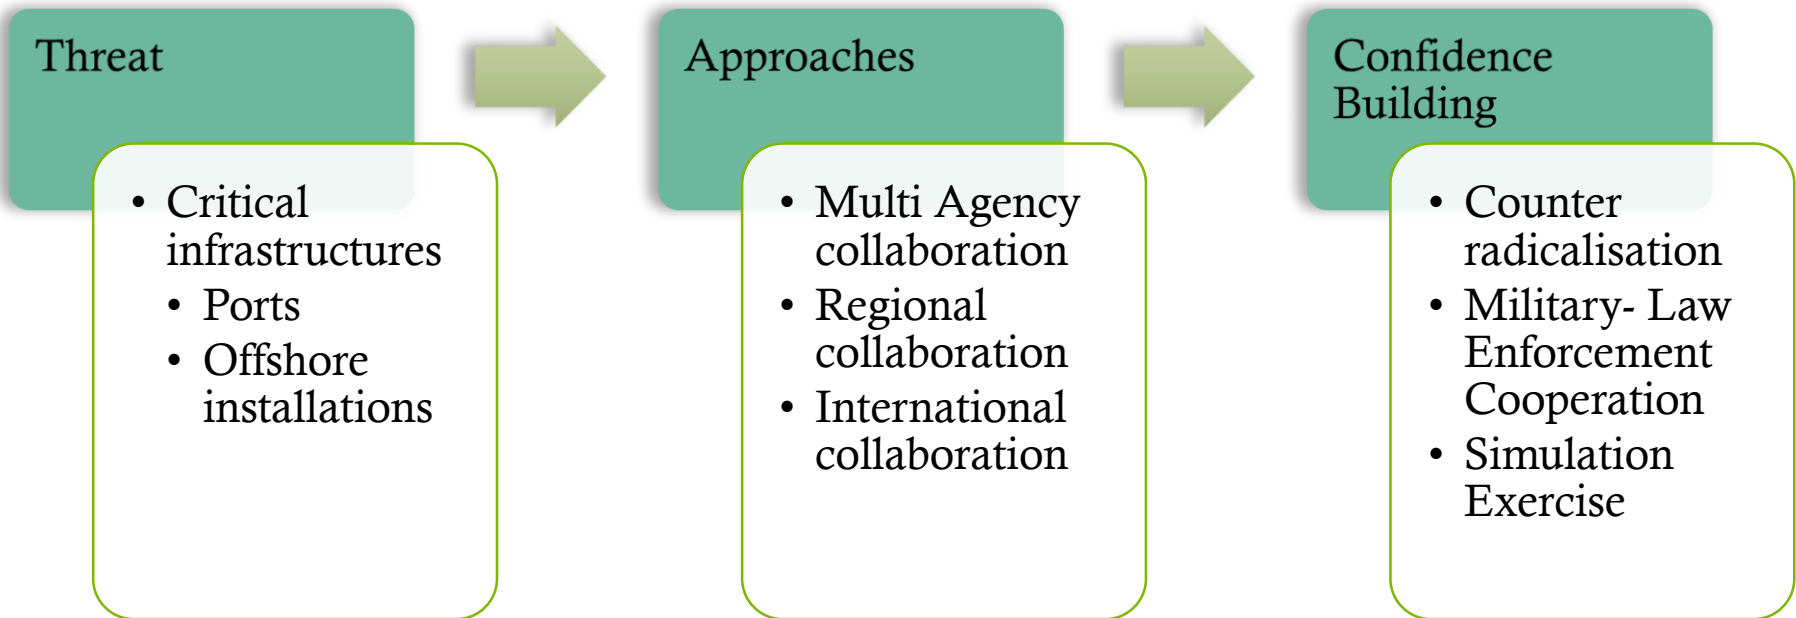 Threat
• Critical
infrastructures
• Ports
• Offshore
installations
Approaches
• Multi Agency
collaboration
• Regional
collaboration
• International
collaboration
Confidence
Building
• Counter
radicalisation
• Military- Law
Enforcement
Cooperation
• Simulation
Exercise